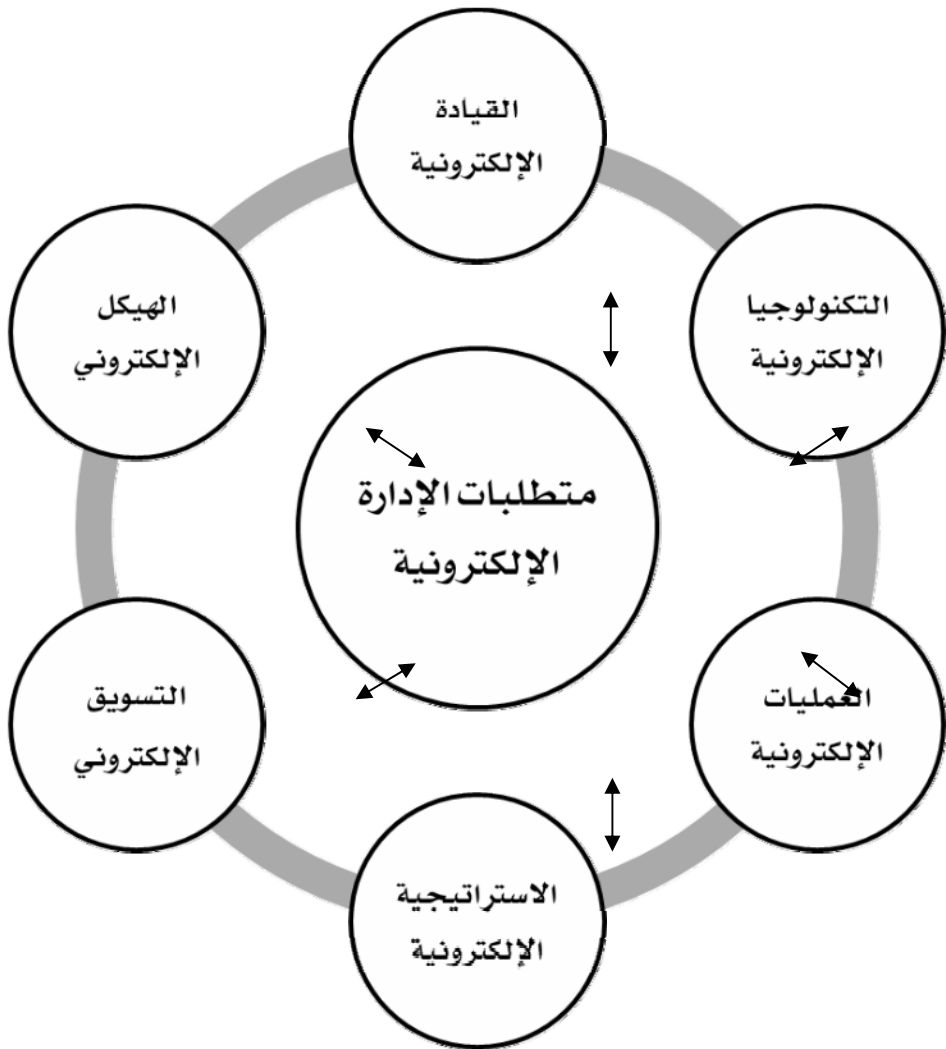 القيادة
الإلكترونية
التكنولوجيا
الإلكترونية
العمليات
الإلكترونية
الاستراتيجية
الإلكترونية
التسويق
الإلكتروني
الهيكل
الإلكتروني
متطلبات الإدارة
الإلكترونية